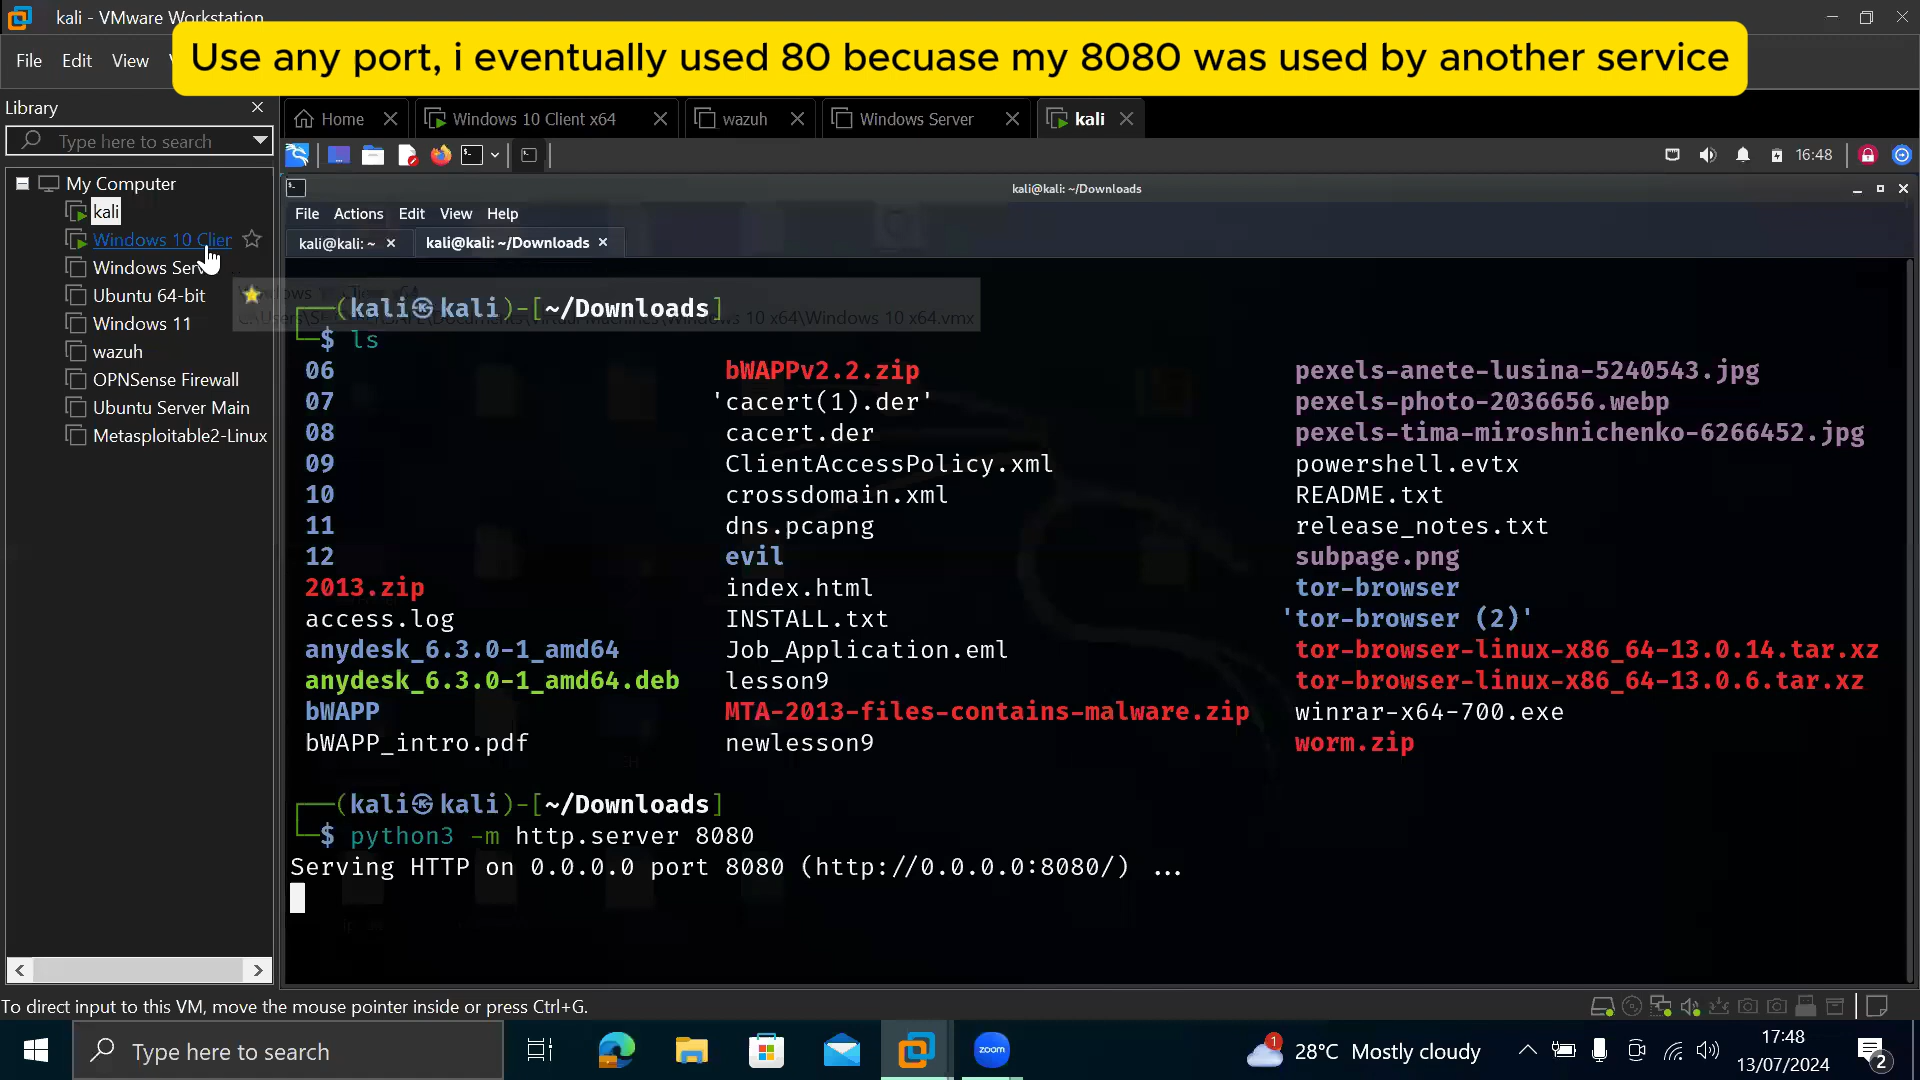 kali - VMware Workstation
Use any port, i eventually used 80 becuase my 8080 was used by another service
File Edit View
Library
Type here to search
Home
Windows 10 Client x64
wazuh
Windows Server
kali
16:48
My Computer
kali
Windows 10 Clier
Windows Ser
Ubuntu 64-bit
Windows 11
wazuh
OPNSense Firewall
Ubuntu Server Main
Metasploitable2-Linux
kali@kali: ~/Downloads
File Actions Edit View Help
kali@kali: ~
kali@kali: ~/Downloads
(kali㉿kali)-[~/Downloads]
$ ls
06 bWAPPv2.2.zip pexels-anete-lusina-5240543.jpg
07 'cacert(1).der' pexels-photo-2036656.webp
08 cacert.der pexels-tima-miroshnichenko-6266452.jpg
09 ClientAccessPolicy.xml powershell.evtx
10 crossdomain.xml README.txt
11 dns.pcapng release_notes.txt
12 evil subpage.png
2013.zip index.html tor-browser
access.log INSTALL.txt 'tor-browser (2)'
anydesk_6.3.0-1_amd64 Job_Application.eml tor-browser-linux-x86_64-13.0.14.tar.xz
anydesk_6.3.0-1_amd64.deb lesson9 tor-browser-linux-x86_64-13.0.6.tar.xz
bWAPP MTA-2013-files-contains-malware.zip winrar-x64-700.exe
bWAPP_intro.pdf newlesson9 worm.zip
(kali㉿kali)-[~/Downloads]
$ python3 -m http.server 8080
Serving HTTP on 0.0.0.0 port 8080 (http://0.0.0.0:8080/) ...
To direct input to this VM, move the mouse pointer inside or press Ctrl+G.
Type here to search
zoom
1
28°C Mostly cloudy
17:48
13/07/2024
2